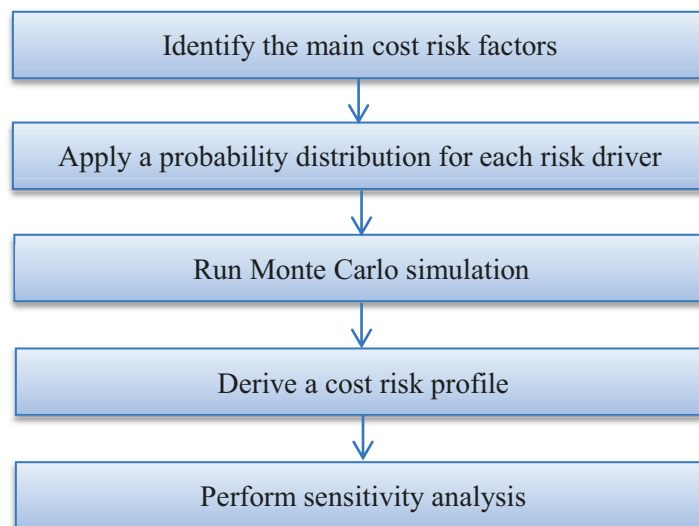 Identify the main cost risk factors
Apply a probability distribution for each risk driver
Run Monte Carlo simulation
Derive a cost risk profile
Perform sensitivity analysis